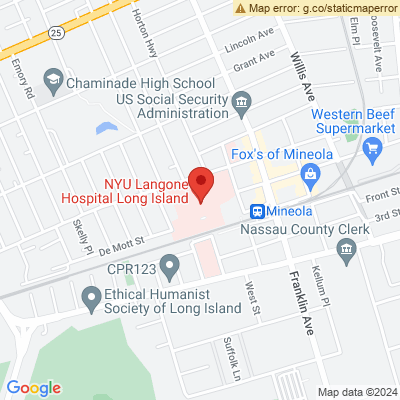 Map error: g.co/staticmaperror
25
Horton Hwy
Lincoln Ave
Grant Ave
Willis Ave
Elm Pl
Roosevelt Ave
Emory Rd
Chaminade High School
US Social Security
Administration
Western Beef
Supermarket
Fox's of Mineola
NYU Langone
Hospital Long Island
Mineola
Front St
3rd St
Nassau County Clerk
Skelly Pl
De Mott St
CPR123
Ethical Humanist
Society of Long Island
West St
Kellum Pl
Franklin Ave
Suffolk Ln
Google
Map data ©2024